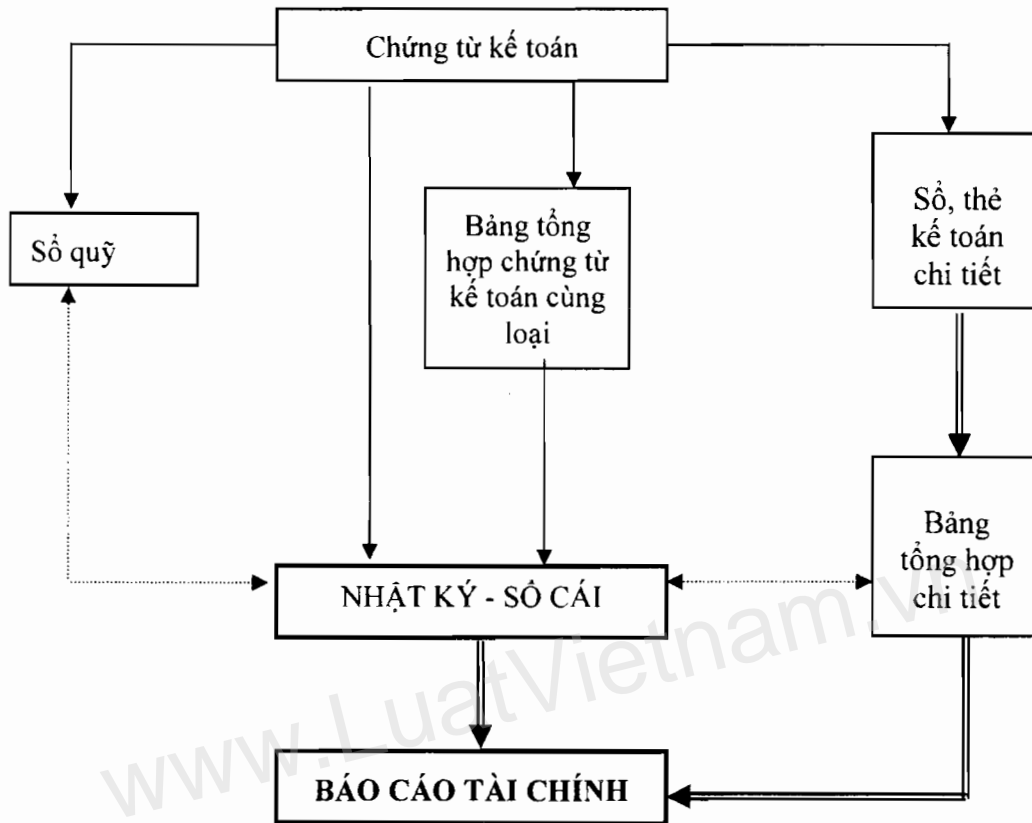 Chứng từ kế toán
Sổ quỹ
Bảng tổng
hợp chứng từ
kế toán cùng
loại
Sổ, thẻ
kế toán
chi tiết
Bảng
tổng hợp
chi tiết
NHẬT KÝ - SỔ CÁI
BÁO CÁO TÀI CHÍNH
www.LuatVietnam.vn